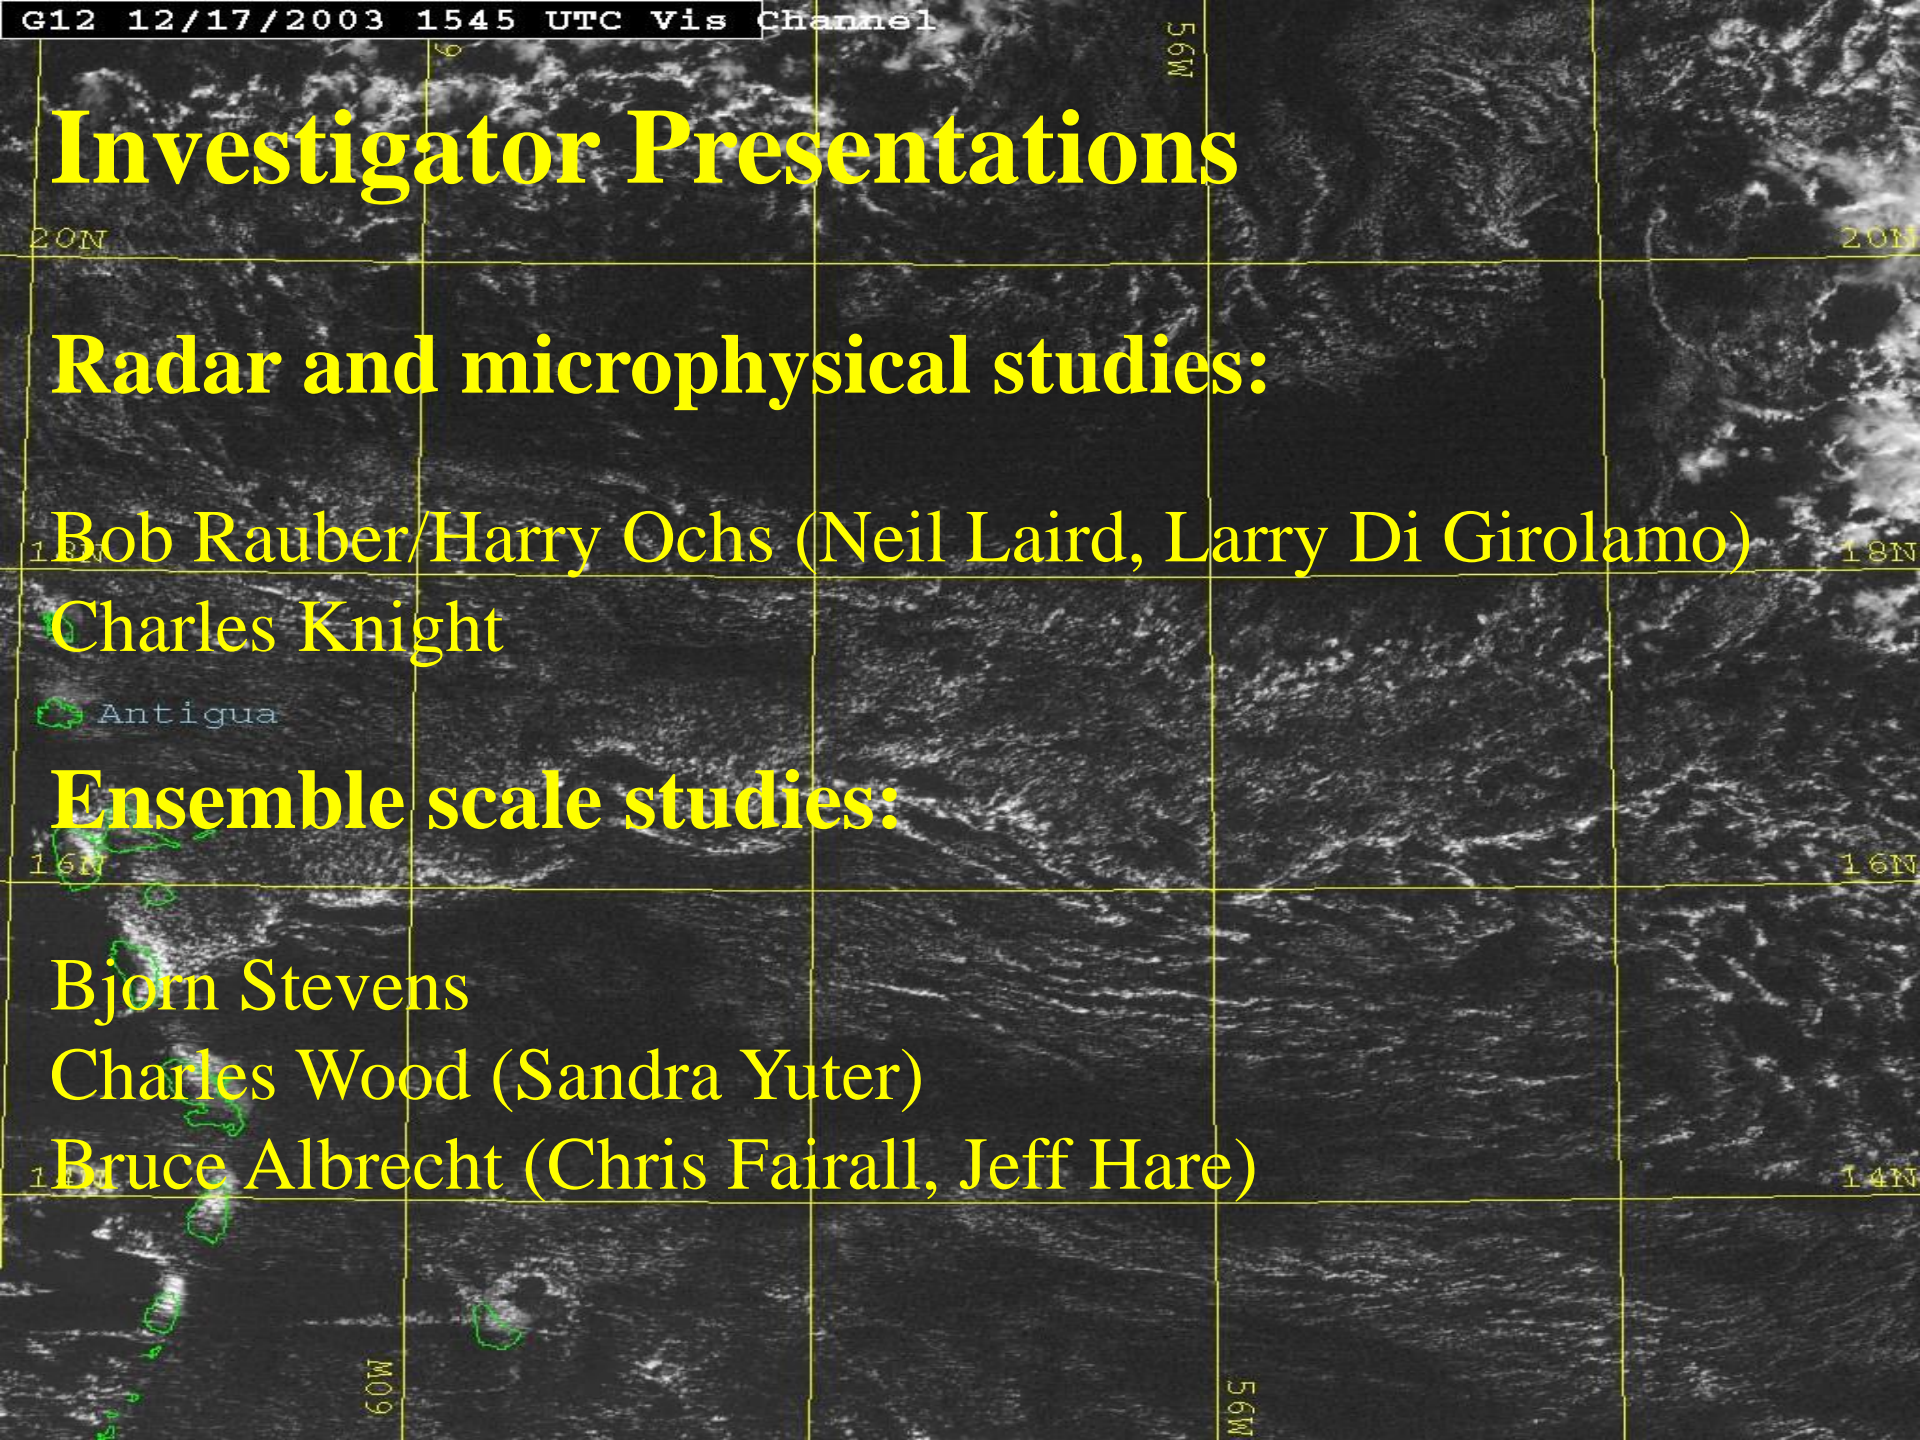 G12 12/17/2003 1545 UTC Vis Channel
56W
Investigator Presentations
20N 20N
Radar and microphysical studies:
Bob Rauber/Harry Ochs (Neil Laird, Larry Di Girolamo)
18N 18N
Charles Knight
Antigua
Ensemble scale studies:
16N 16N
Bjorn Stevens
Charles Wood (Sandra Yuter)
Bruce Albrecht (Chris Fairall, Jeff Hare)
14N
60W
56W